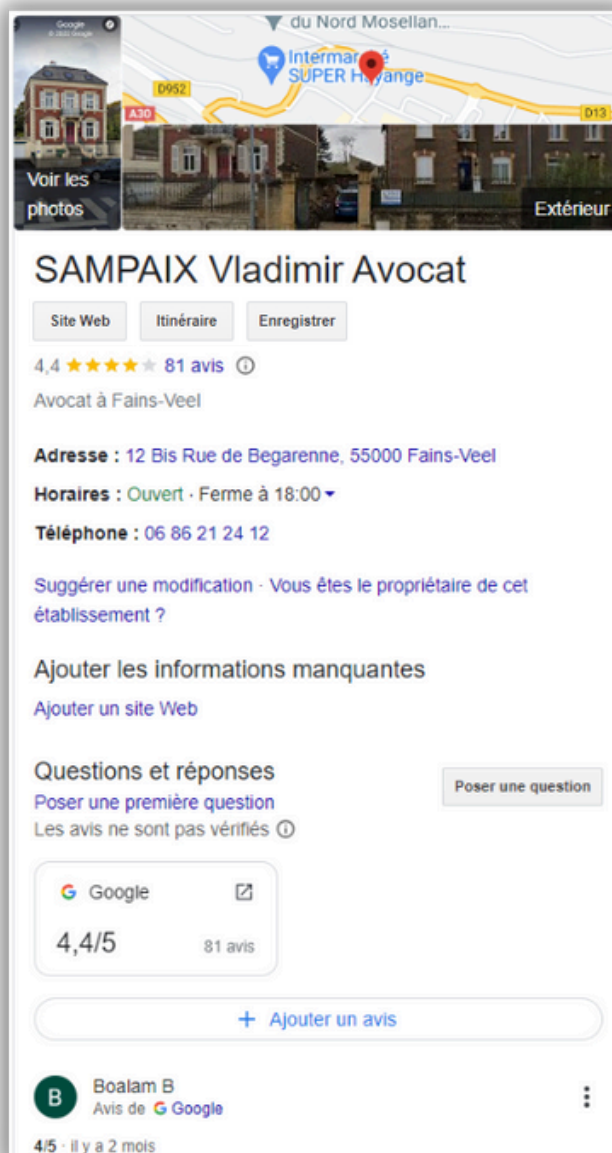 Google
© 2022 Google
du Nord Mosellan...
Intermarché
SUPER Hayange
D952
A30
D13
Voir les
photos
Extérieur
SAMPAIX Vladimir Avocat
Site Web Itinéraire Enregistrer
4,4 81 avis
Avocat à Fains-Veel
Adresse : 12 Bis Rue de Begarenne, 55000 Fains-Veel
Horaires : Ouvert · Ferme à 18:00
Téléphone : 06 86 21 24 12
Suggérer une modification · Vous êtes le propriétaire de cet
établissement ?
Ajouter les informations manquantes
Ajouter un site Web
Questions et réponses
Poser une question
Poser une première question
Les avis ne sont pas vérifiés
G Google
4,4/5 81 avis
+ Ajouter un avis
B
Boalam B
Avis de G Google
4/5 · il y a 2 mois